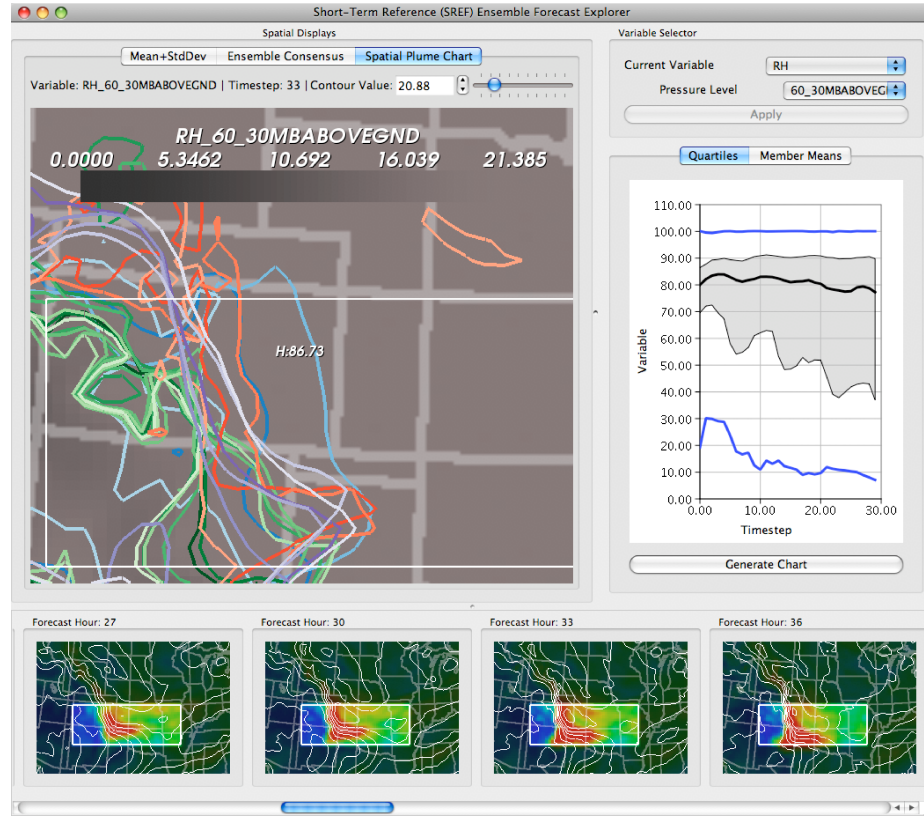 Short-Term Reference (SREF) Ensemble Forecast Explorer
Spatial Displays
Mean+StdDev Ensemble Consensus Spatial Plume Chart
Variable: RH_60_30MBABOVEGND | Timestep: 33 | Contour Value: 20.88
RH_60_30MBABOVEGND
0.0000 5.3462 10.692 16.039 21.385
H:86.73
Variable Selector
Current Variable RH
Pressure Level 60_30MBABOVEG
Apply
Quartiles Member Means
110.00
100.00
90.00
80.00
70.00
60.00
50.00
40.00
30.00
20.00
10.00
0.00
Variable
0.00 10.00 20.00 30.00
Timestep
Generate Chart
Forecast Hour: 27 Forecast Hour: 30 Forecast Hour: 33 Forecast Hour: 36